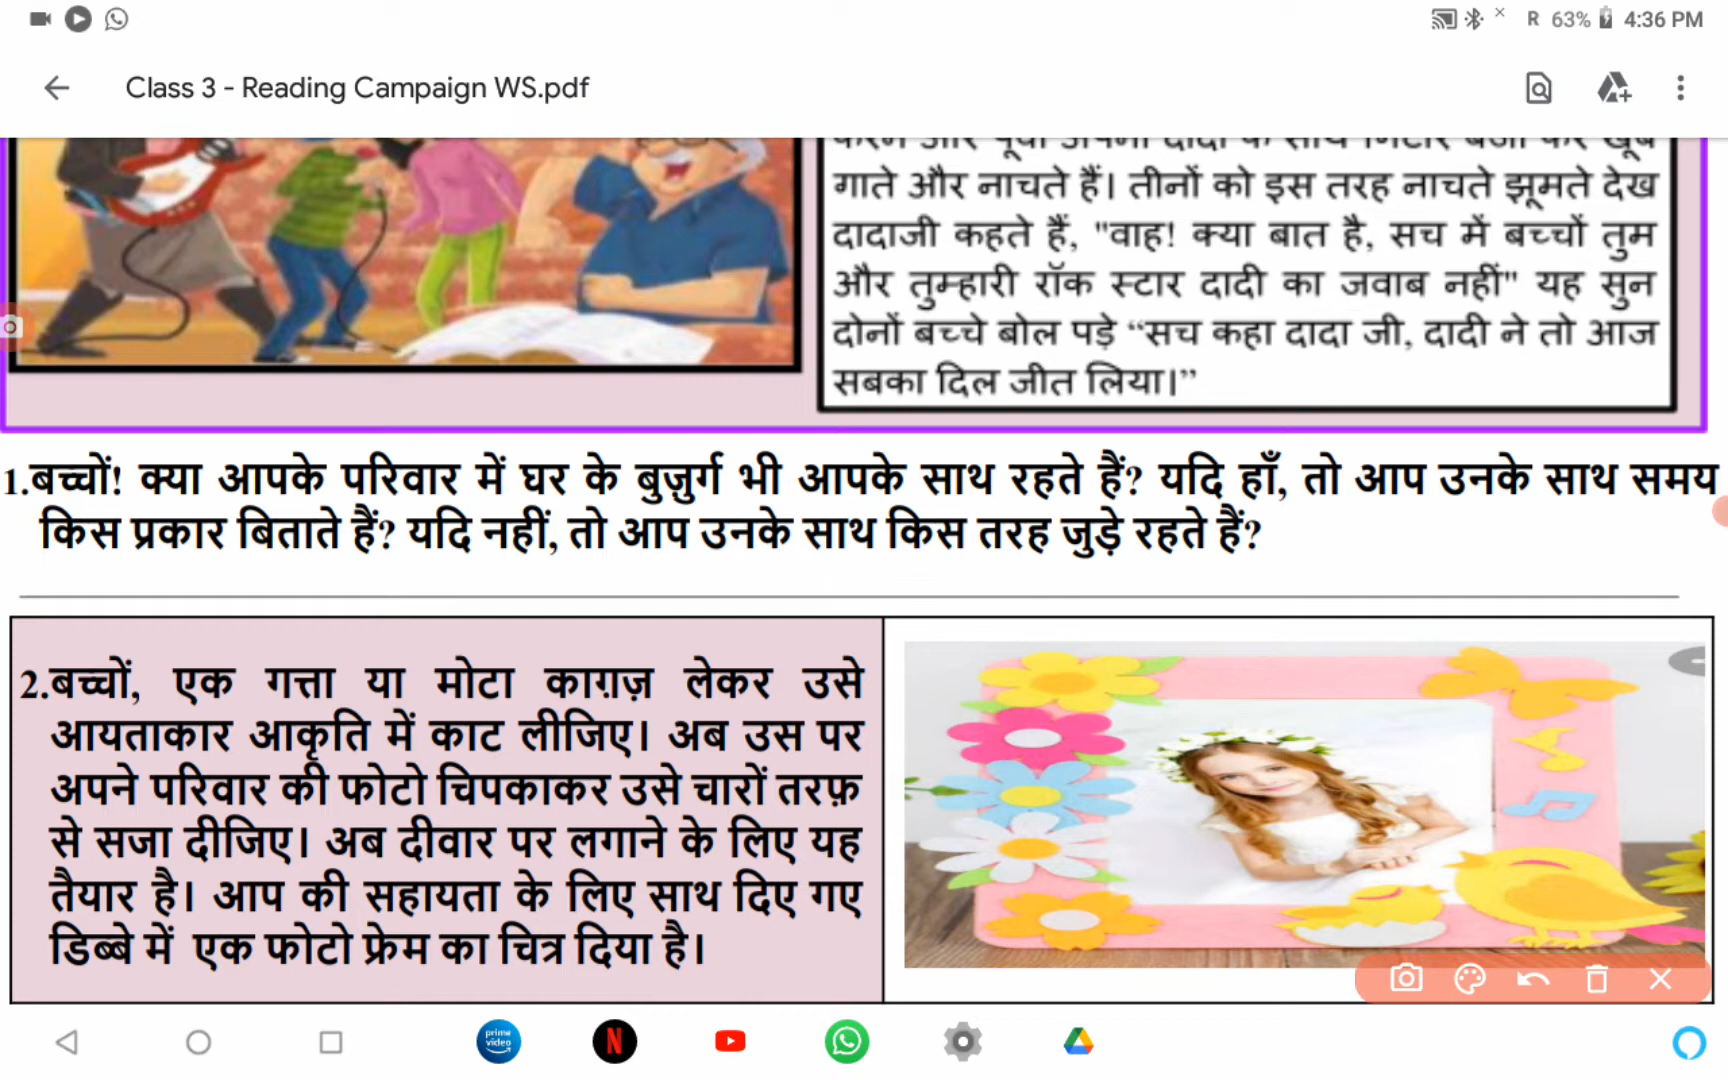 R 63% 4:36 PM
Class 3 - Reading Campaign WS.pdf
गाते और नाचते हैं। तीनों को इस तरह नाचते झूमते देख
दादाजी कहते हैं, "वाह! क्या बात है, सच में बच्चों तुम
और तुम्हारी रॉक स्टार दादी का जवाब नहीं" यह सुन
दोनों बच्चे बोल पड़े “सच कहा दादा जी, दादी ने तो आज
सबका दिल जीत लिया।”
1.बच्चों! क्या आपके परिवार में घर के बुज़ुर्ग भी आपके साथ रहते हैं? यदि हाँ, तो आप उनके साथ समय
किस प्रकार बिताते हैं? यदि नहीं, तो आप उनके साथ किस तरह जुड़े रहते हैं?
2.बच्चों, एक गत्ता या मोटा काग़ज़ लेकर उसे
आयताकार आकृति में काट लीजिए। अब उस पर
अपने परिवार की फोटो चिपकाकर उसे चारों तरफ़
से सजा दीजिए। अब दीवार पर लगाने के लिए यह
तैयार है। आप की सहायता के लिए साथ दिए गए
डिब्बे में एक फोटो फ्रेम का चित्र दिया है।
prime
video
N